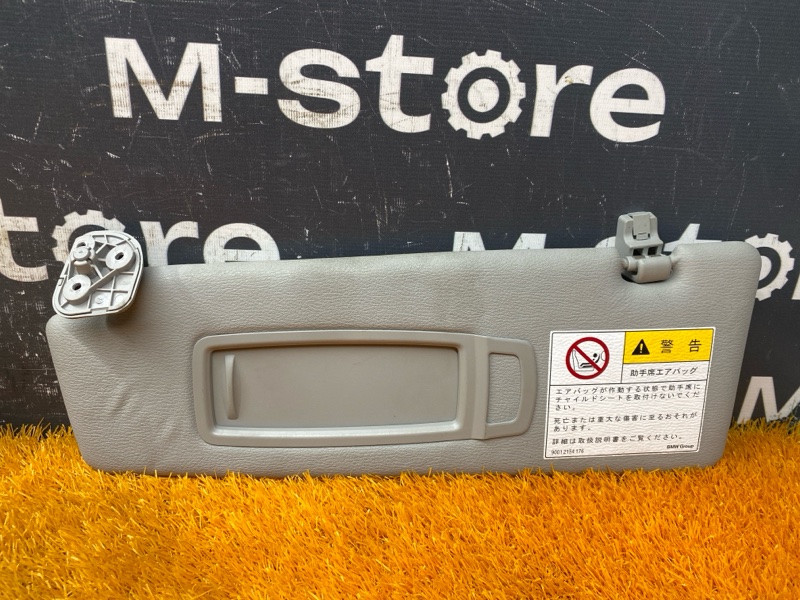 M-store
store
M-store
警告
助手席エアバッグ
エアバッグが作動する状態で助手席に
チャイルドシートを取付けないでくだ
さい。
死亡または重大な傷害に至るおそれが
あります。
詳細は取扱説明書をご覧ください。
9001 2154 176
BMW Group